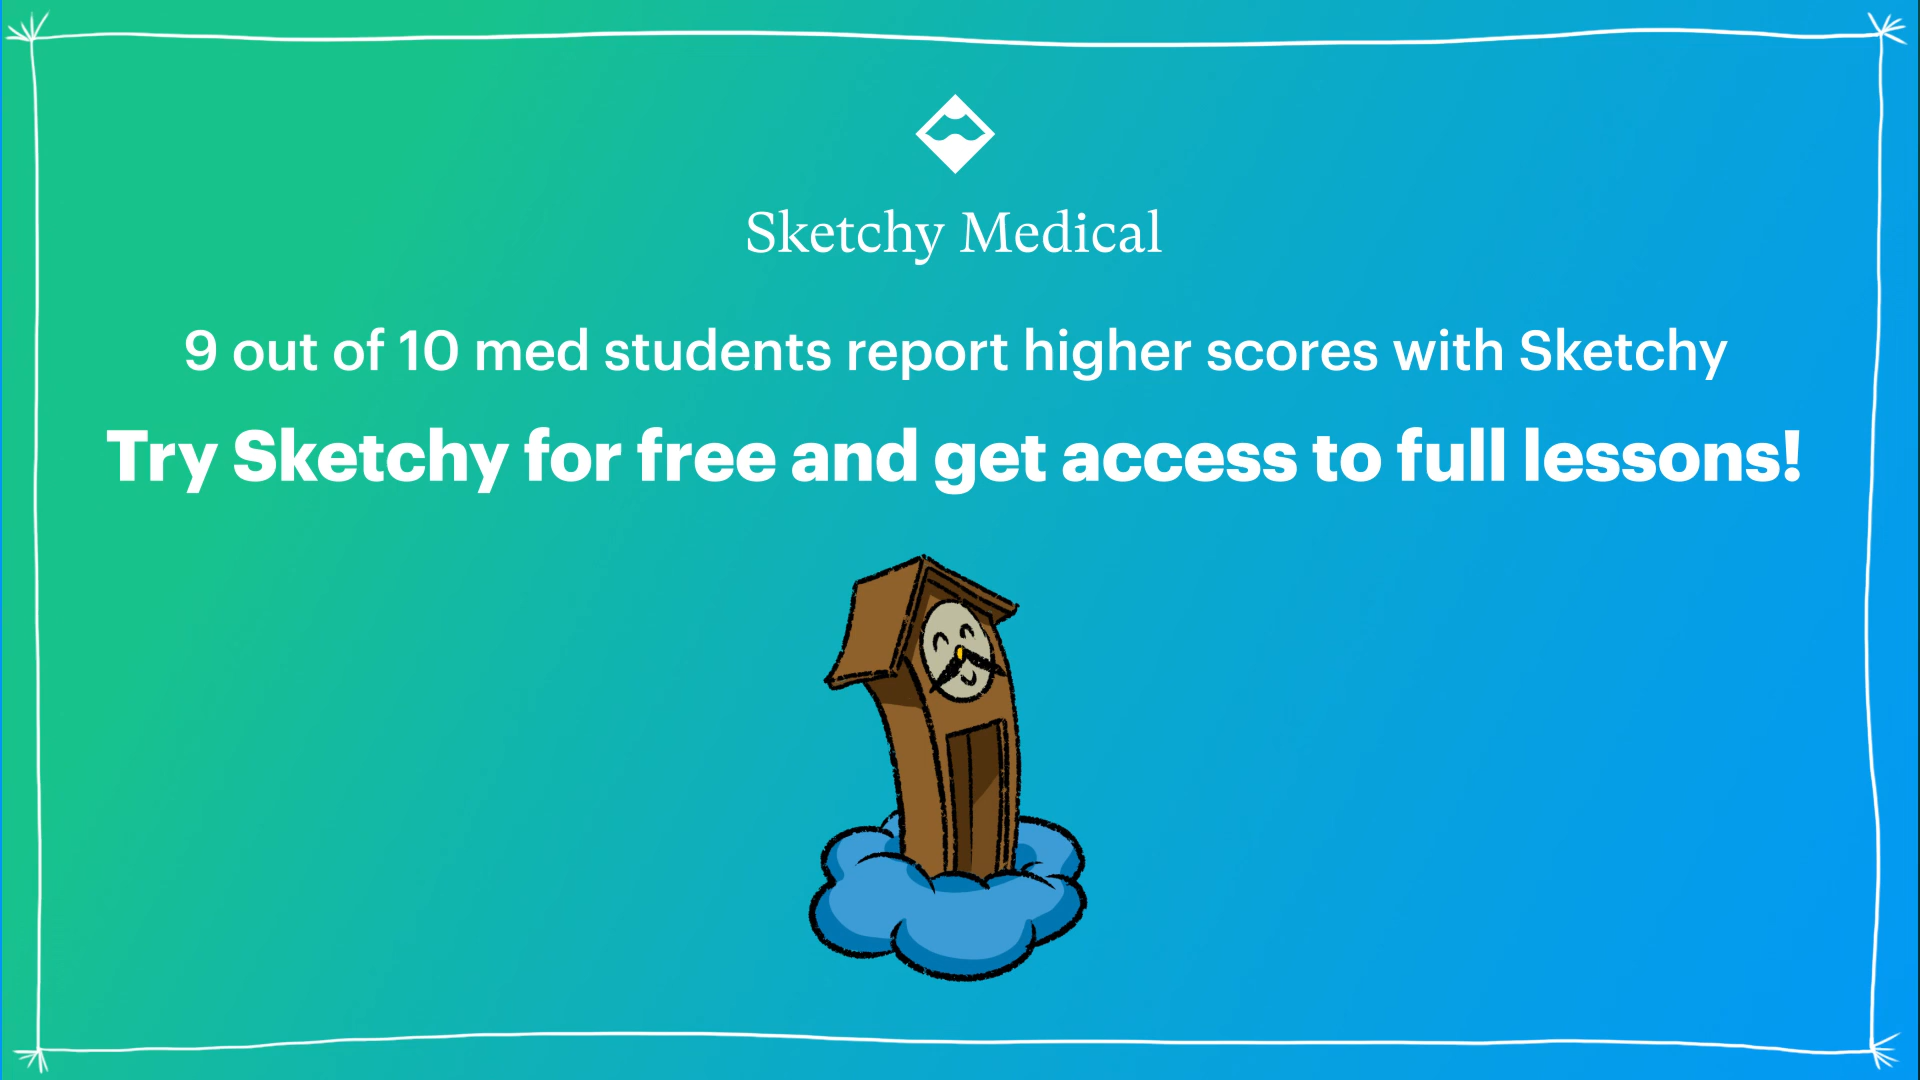 Sketchy Medical
9 out of 10 med students report higher scores with Sketchy
Try Sketchy for free and get access to full lessons!